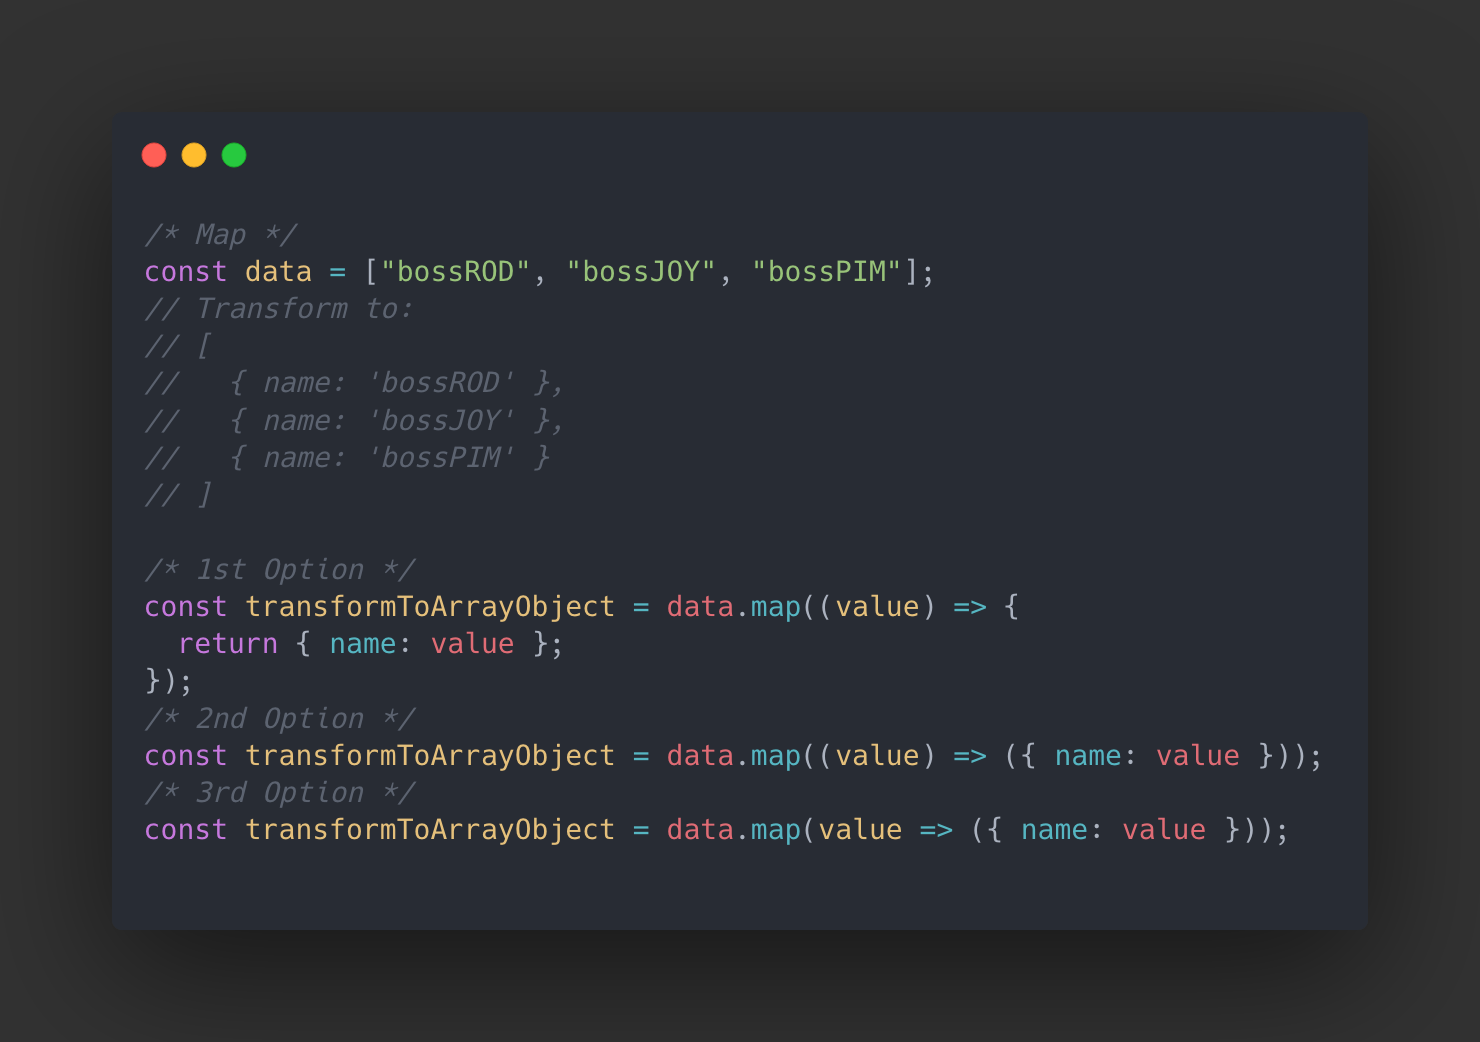 /* Map */
const data = ["bossROD", "bossJOY", "bossPIM"];
// Transform to:
// [
//   { name: 'bossROD' },
//   { name: 'bossJOY' },
//   { name: 'bossPIM' }
// ]

/* 1st Option */
const transformToArrayObject = data.map((value) => {
  return { name: value };
});
/* 2nd Option */
const transformToArrayObject = data.map((value) => ({ name: value }));
/* 3rd Option */
const transformToArrayObject = data.map(value => ({ name: value }));